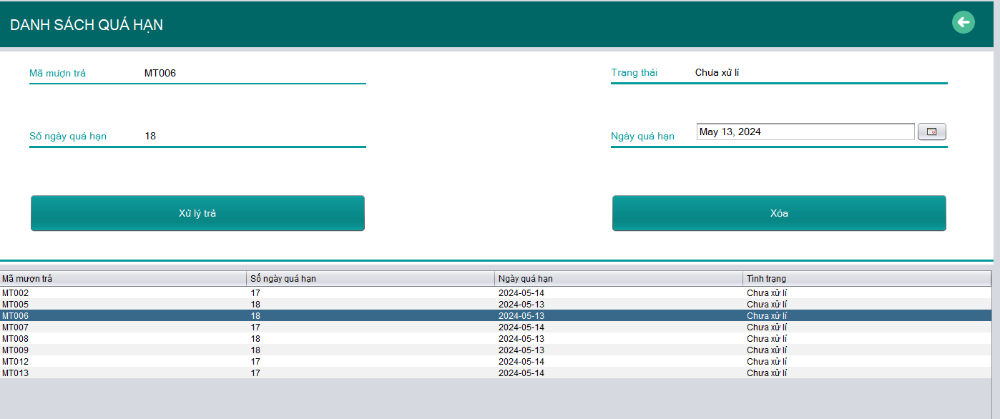 DANH SÁCH QUÁ HẠN
Mã mượn trả MT006
Trạng thái Chưa xử lí
Số ngày quá hạn 18
Ngày quá hạn May 13, 2024
Xử lý trả
Xóa
Mã mượn trả Số ngày quá hạn Ngày quá hạn Tình trạng
MT002 17 2024-05-14 Chưa xử lí
MT005 18 2024-05-13 Chưa xử lí
MT006 18 2024-05-13 Chưa xử lí
MT007 17 2024-05-14 Chưa xử lí
MT008 18 2024-05-13 Chưa xử lí
MT009 18 2024-05-13 Chưa xử lí
MT012 17 2024-05-14 Chưa xử lí
MT013 17 2024-05-14 Chưa xử lí